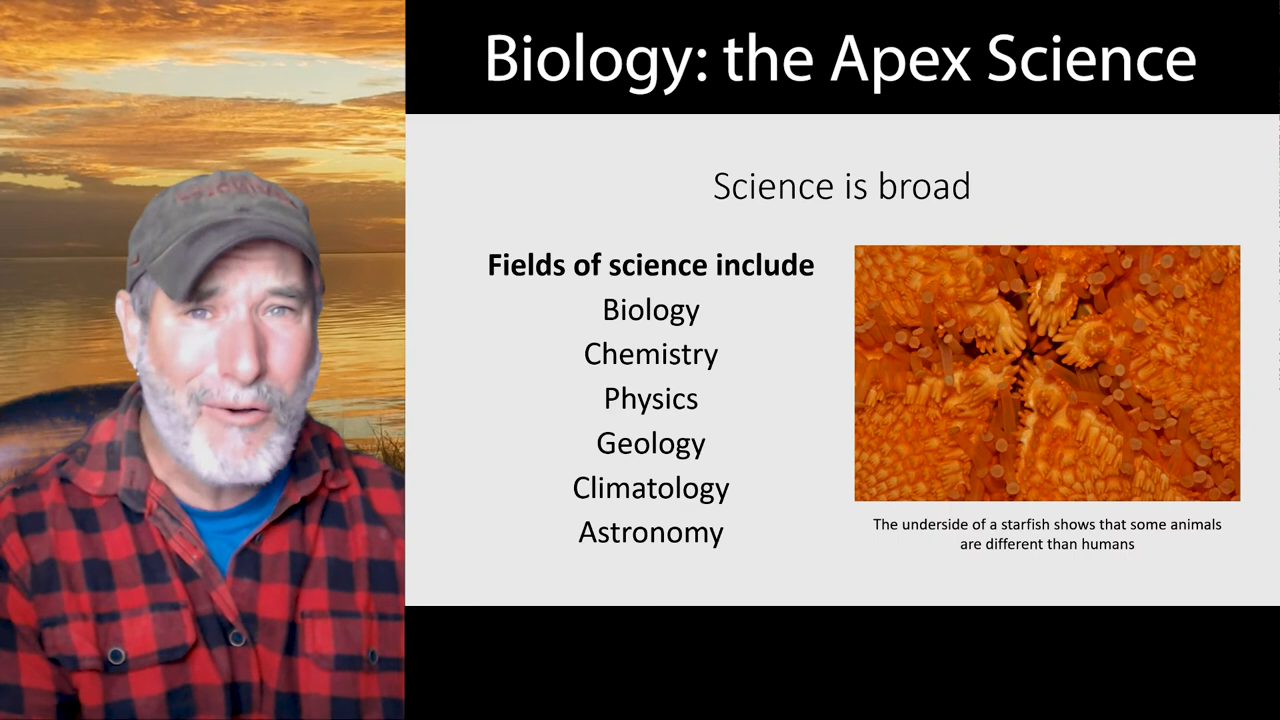 Biology: the Apex Science
Science is broad
Fields of science include
Biology
Chemistry
Physics
Geology
Climatology
Astronomy
The underside of a starfish shows that some animals
are different than humans